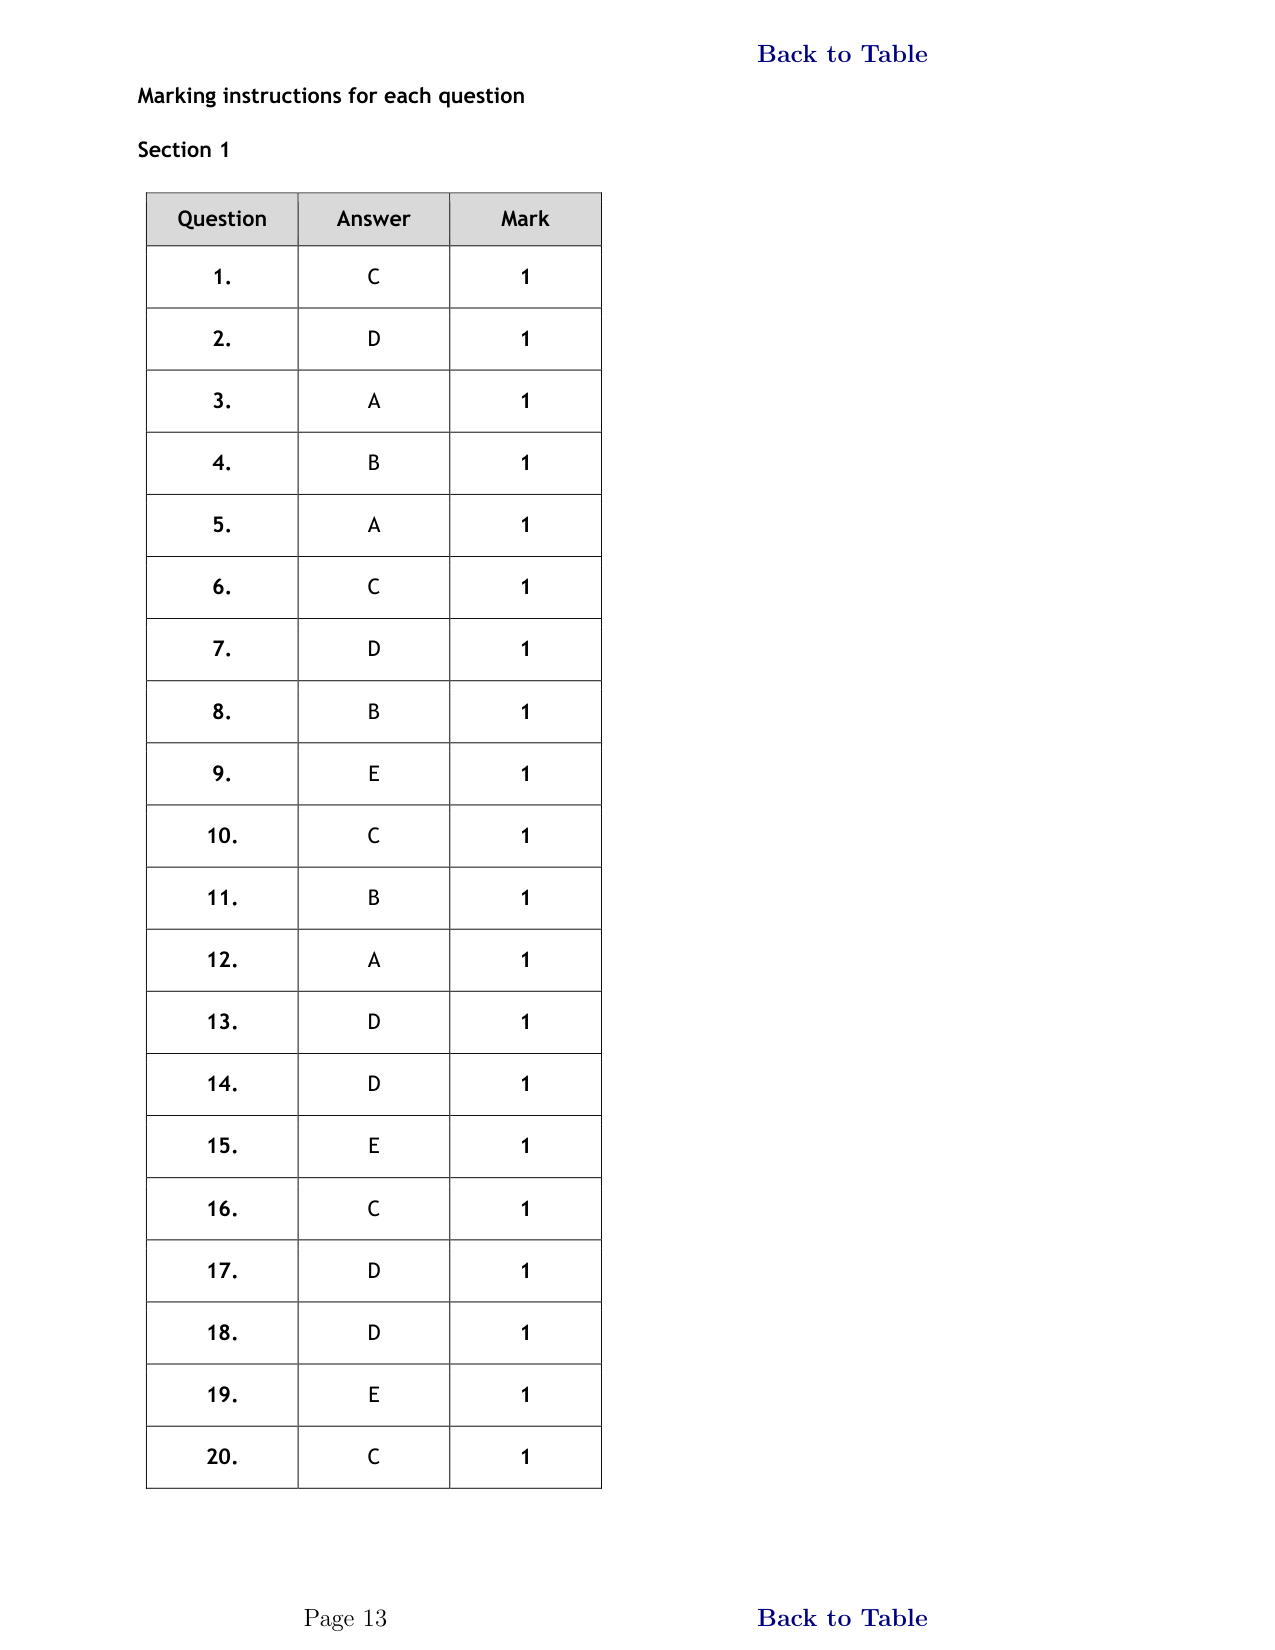 Back to Table
Marking instructions for each question
Section 1
Question Answer Mark
1. C 1
2. D 1
3. A 1
4. B 1
5. A 1
6. C 1
7. D 1
8. B 1
9. E 1
10. C 1
11. B 1
12. A 1
13. D 1
14. D 1
15. E 1
16. C 1
17. D 1
18. D 1
19. E 1
20. C 1
Page 13 Back to Table